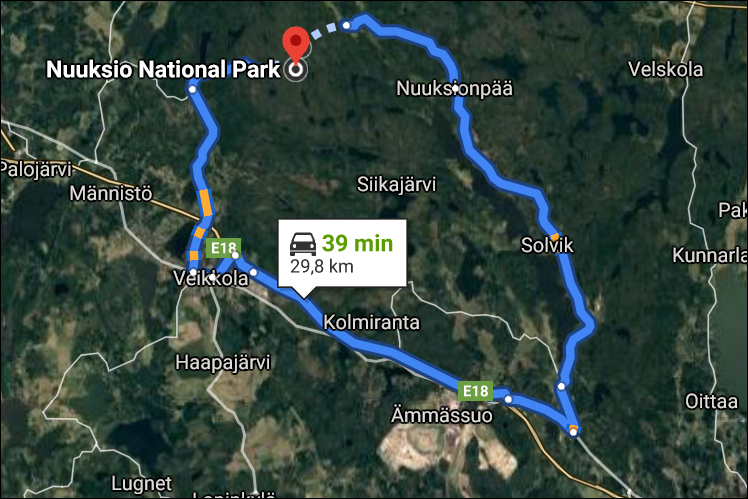 Nuuksio National Park
Velskola
Nuuksionpää
Palojärvi
Siikajärvi
Männistö
Pak
E18
39 min
29,8 km
Solvik
Kunnarla
Veikkola
Kolmiranta
Haapajärvi
E18
Oittaa
Ämmässuo
Lugnet